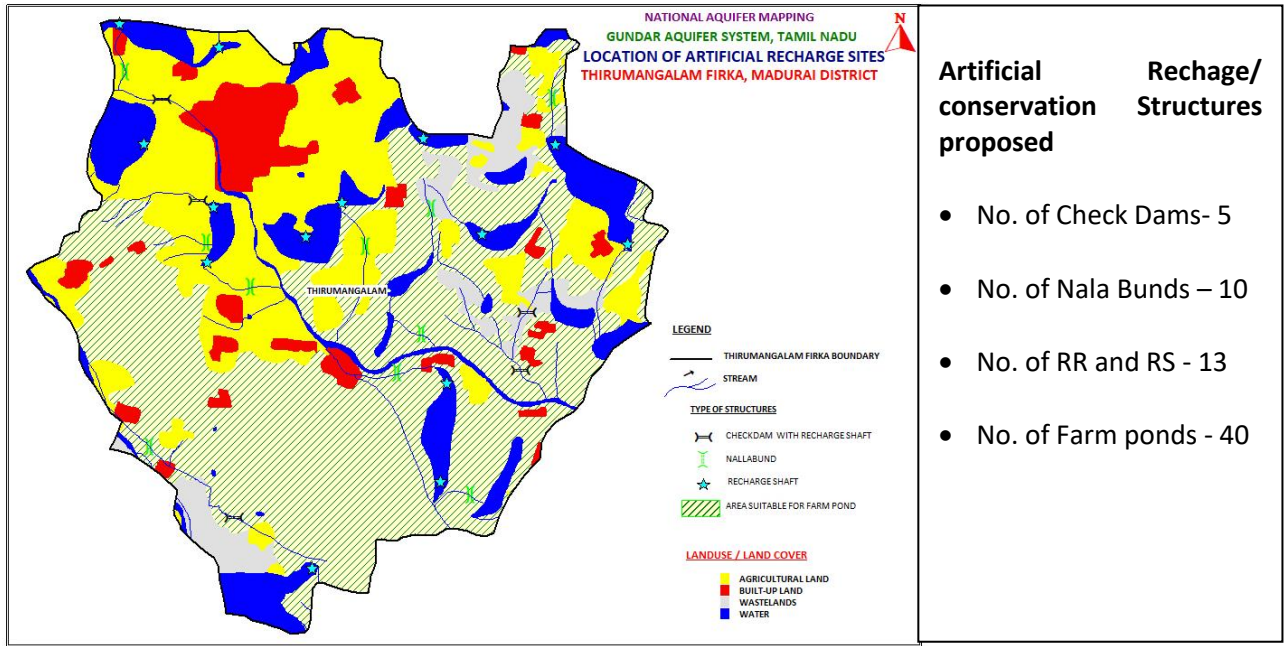 NATIONAL AQUIFER MAPPING
GUNDAR AQUIFER SYSTEM, TAMIL NADU
LOCATION OF ARTIFICIAL RECHARGE SITES
THIRUMANGALAM FIRKA, MADURAI DISTRICT
N
THIRUMANGALAM
LEGEND
THIRUMANGALAM FIRKA BOUNDARY
STREAM
TYPE OF STRUCTURES
CHECKDAM WITH RECHARGE SHAFT
NALLABUND
RECHARGE SHAFT
AREA SUITABLE FOR FARM POND
LANDUSE / LAND COVER
AGRICULTURAL LAND
BUILT-UP LAND
WASTELANDS
WATER
Artificial Rechage/
conservation Structures
proposed
• No. of Check Dams- 5
• No. of Nala Bunds – 10
• No. of RR and RS - 13
• No. of Farm ponds - 40